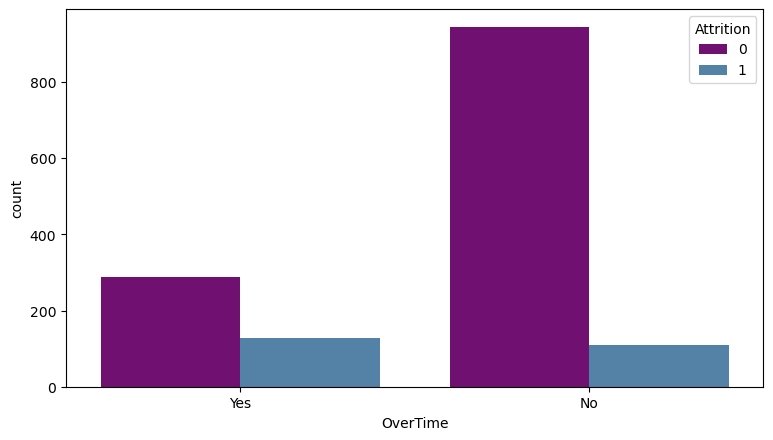 Attrition
0
1
800
600
400
200
0
count
Yes
No
OverTime